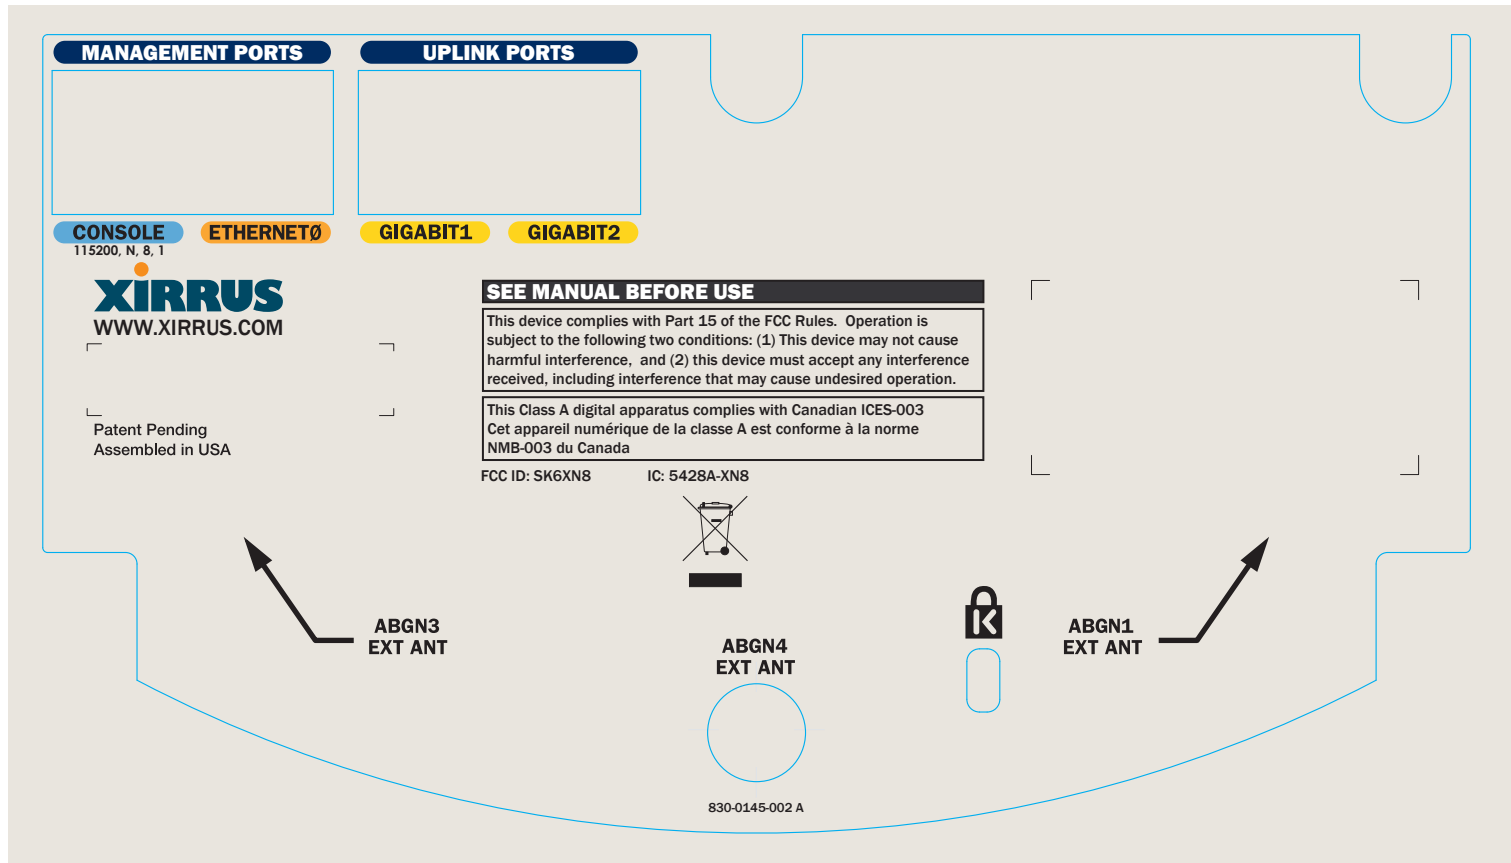 MANAGEMENT PORTS
UPLINK PORTS
CONSOLE
ETHERNETØ
GIGABIT1
GIGABIT2
115200, N, 8, 1
XIRRUS
WWW.XIRRUS.COM
Patent Pending
Assembled in USA
SEE MANUAL BEFORE USE
This device complies with Part 15 of the FCC Rules.  Operation is
subject to the following two conditions: (1) This device may not cause
harmful interference,  and (2) this device must accept any interference
received, including interference that may cause undesired operation.
This Class A digital apparatus complies with Canadian ICES-003
Cet appareil numérique de la classe A est conforme à la norme
NMB-003 du Canada
FCC ID: SK6XN8
IC: 5428A-XN8
ABGN3
EXT ANT
ABGN4
EXT ANT
K
ABGN1
EXT ANT
830-0145-002 A